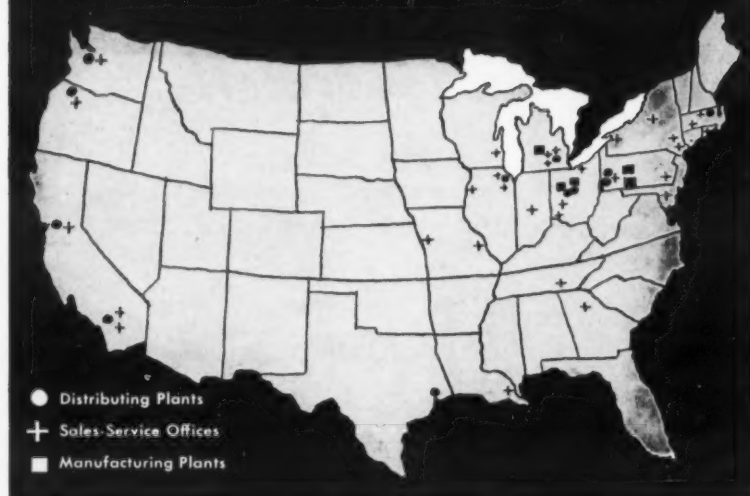 Distributing Plants
Sales-Service Offices
Manufacturing Plants